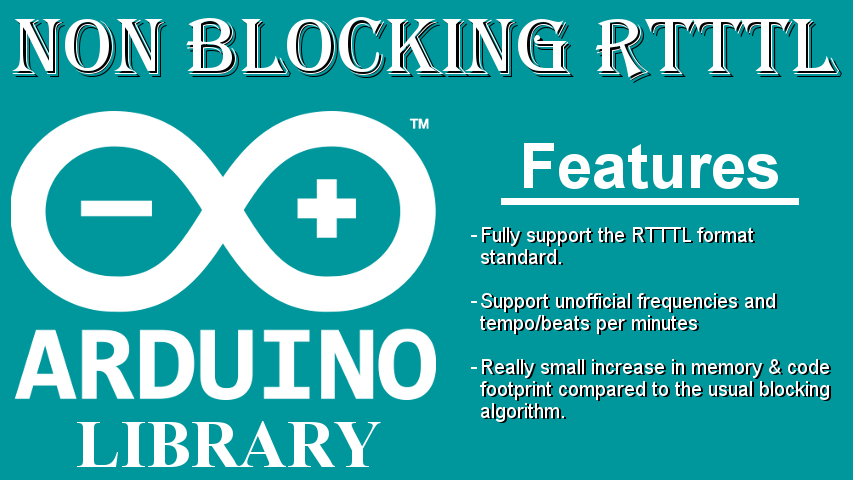 NON BLOCKING RTTTL
TM
ARDUINO
LIBRARY
Features
-Fully support the RTTTL format
standard.
-Support unofficial frequencies and
tempo/beats per minutes
-Really small increase in memory & code
footprint compared to the usual blocking
algorithm.